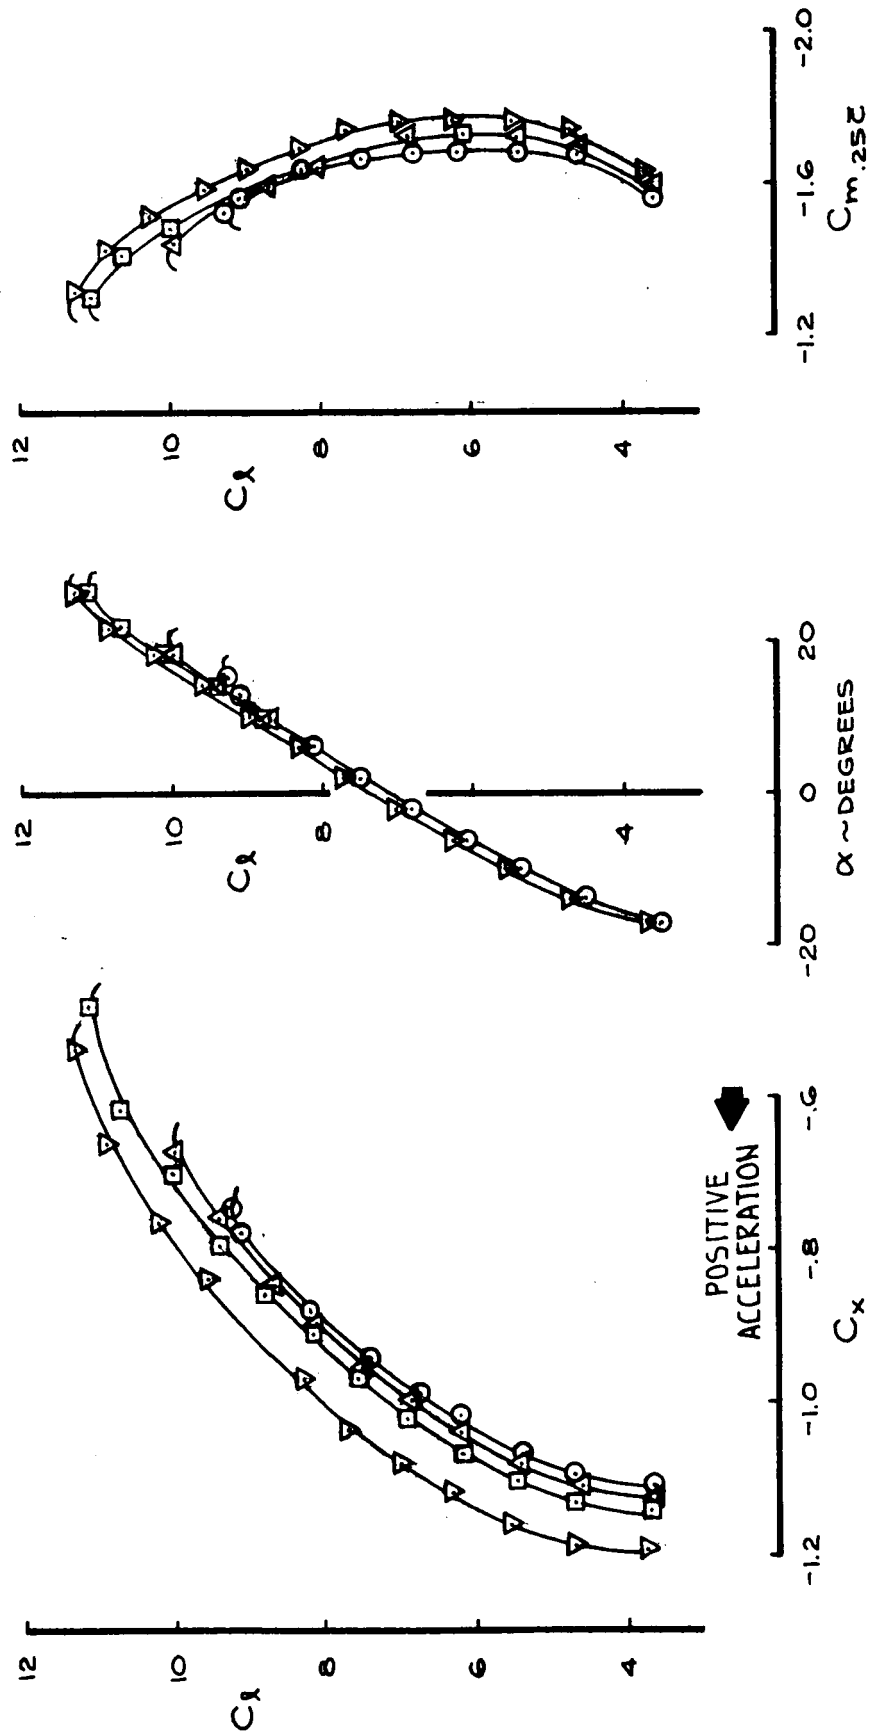 12
10
Cℓ
8
6
4
POSITIVE
ACCELERATION
-1.2 -1.0 -.8 -.6
Cx
12
10
Cℓ
8
4
-20 0 20
α~DEGREES
12
10
Cℓ
8
6
4
-1.2 -1.6 -2.0
Cm.25c̄